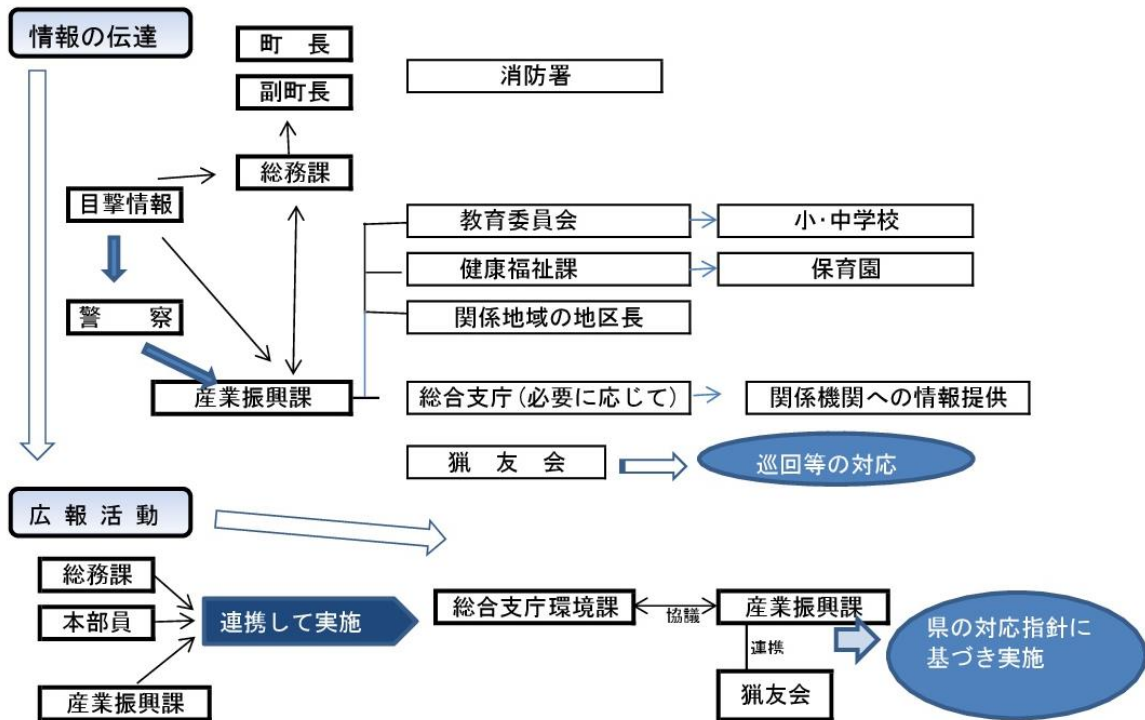 情報の伝達
町　長
副町長
消防署
総務課
目撃情報
教育委員会
小・中学校
健康福祉課
保育園
警　　察
関係地域の地区長
産業振興課
総合支庁(必要に応じて)
関係機関への情報提供
猟　友　会
巡回等の対応
広 報 活 動
総務課
本部員
産業振興課
連携して実施
総合支庁環境課
協議
産業振興課
連携
猟友会
県の対応指針に
基づき実施